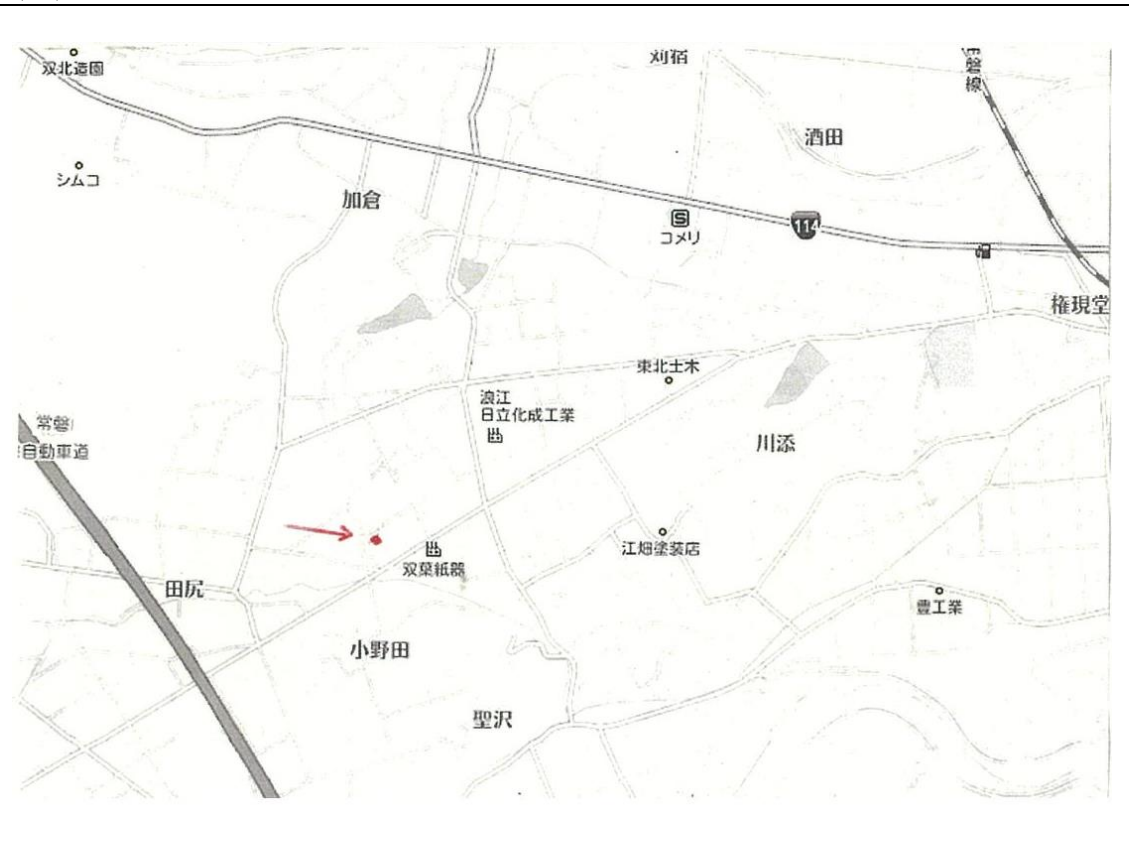 刈宿
常磐線
双北造園
酒田
シムコ
加倉
コメリ
114
権現堂
東北土木
浪江
日立化成工業
川添
常磐
自動車道
江畑塗装店
双葉紙器
田尻
豊工業
小野田
聖沢